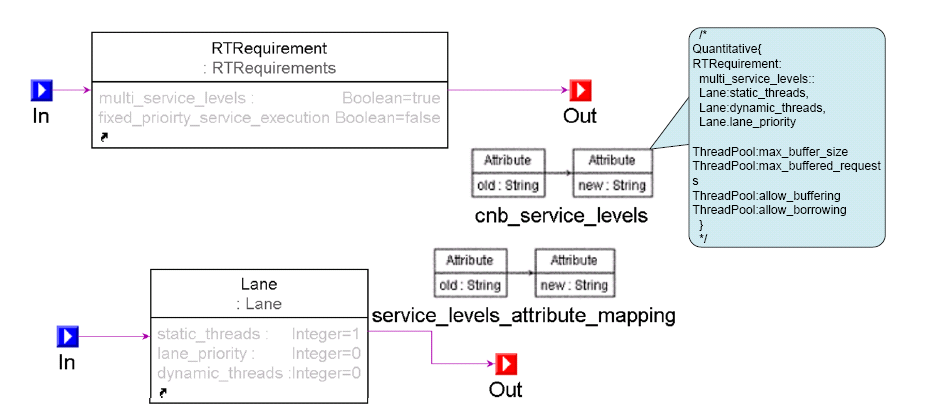 RTRequirement
: RTRequirements
multi_service_levels : Boolean=true
fixed_prioirty_service_execution Boolean=false
In
Out
/*
Quantitative{
RTRequirement:
multi_service_levels::
Lane:static_threads,
Lane:dynamic_threads,
Lane.lane_priority
ThreadPool:max_buffer_size
ThreadPool:max_buffered_request
s
ThreadPool:allow_buffering
ThreadPool:allow_borrowing
}
*/
Attribute Attribute
old : String new : String
cnb_service_levels
Attribute Attribute
old : String new : String
service_levels_attribute_mapping
Lane
: Lane
static_threads : Integer=1
lane_priority : Integer=0
dynamic_threads :Integer=0
In
Out